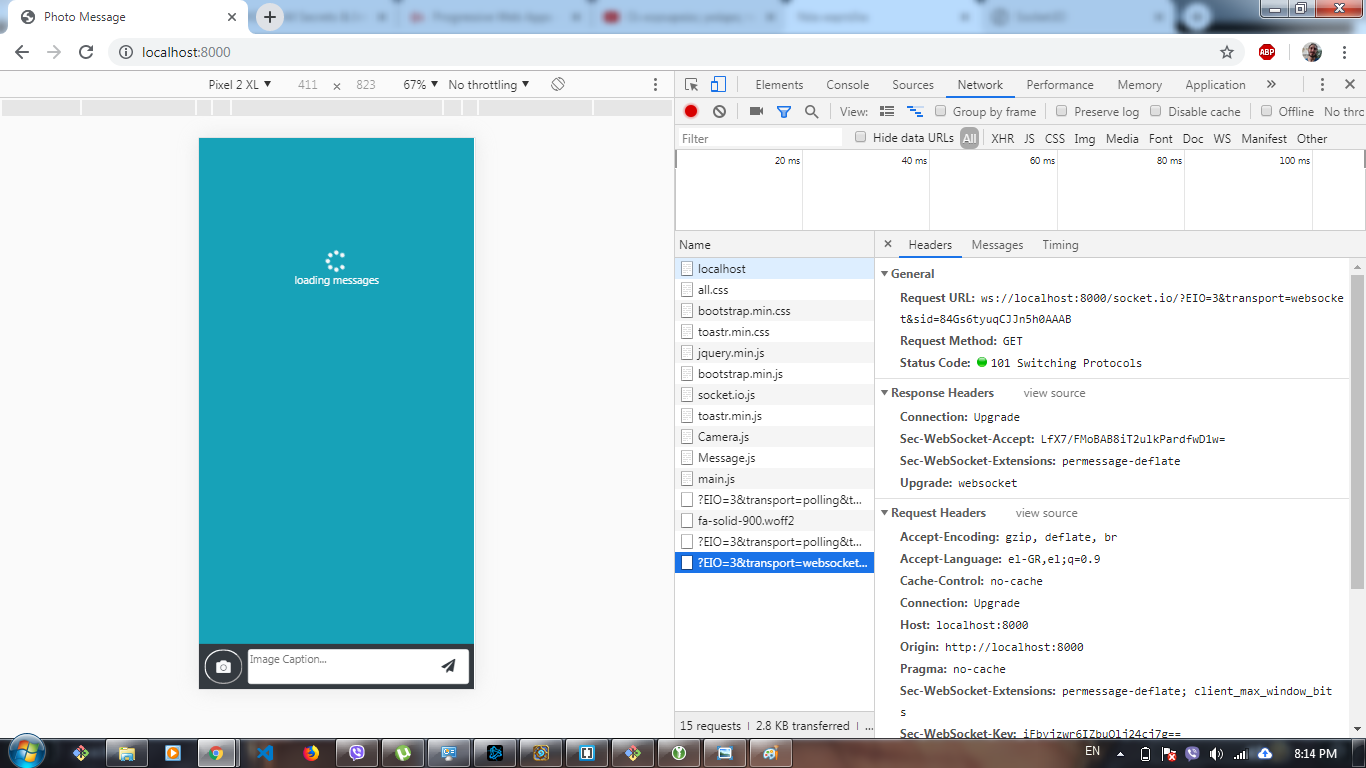 Photo Message
Progressive Web Apps
localhost:8000
ABP
Pixel 2 XL ▼ 411 × 823 67% ▼ No throttling ▼
Elements Console Sources Network Performance Memory Application »
View: Group by frame Preserve log Disable cache Offline No thro
Filter Hide data URLs All XHR JS CSS Img Media Font Doc WS Manifest Other
20 ms 40 ms 60 ms 80 ms 100 ms
loading messages
Image Caption...
Name
localhost
all.css
bootstrap.min.css
toastr.min.css
jquery.min.js
bootstrap.min.js
socket.io.js
toastr.min.js
Camera.js
Message.js
main.js
?EIO=3&transport=polling&t...
fa-solid-900.woff2
?EIO=3&transport=polling&t...
?EIO=3&transport=websocket...
15 requests 2.8 KB transferred ...
× Headers Messages Timing
General
Request URL: ws://localhost:8000/socket.io/?EIO=3&transport=websocke
t&sid=84Gs6tyuqCJJn5h0AAAB
Request Method: GET
Status Code: 101 Switching Protocols
Response Headers view source
Connection: Upgrade
Sec-WebSocket-Accept: LfX7/FMoBAB8iT2ulkPardfwD1w=
Sec-WebSocket-Extensions: permessage-deflate
Upgrade: websocket
Request Headers view source
Accept-Encoding: gzip, deflate, br
Accept-Language: el-GR,el;q=0.9
Cache-Control: no-cache
Connection: Upgrade
Host: localhost:8000
Origin: http://localhost:8000
Pragma: no-cache
Sec-WebSocket-Extensions: permessage-deflate; client_max_window_bit
s
Sec-WebSocket-Key: iFbyizwr6IZbuOlj24cj7g==
EN 8:14 PM